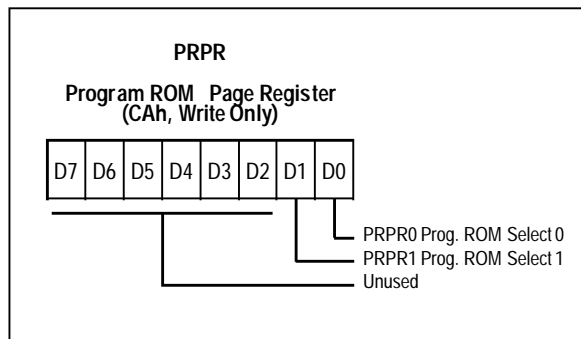 PRPR
Program ROM Page Register
(CAh, Write Only)
D7 D6 D5 D4 D3 D2 D1 D0
PRPR0 Prog. ROM Select 0
PRPR1 Prog. ROM Select 1
Unused